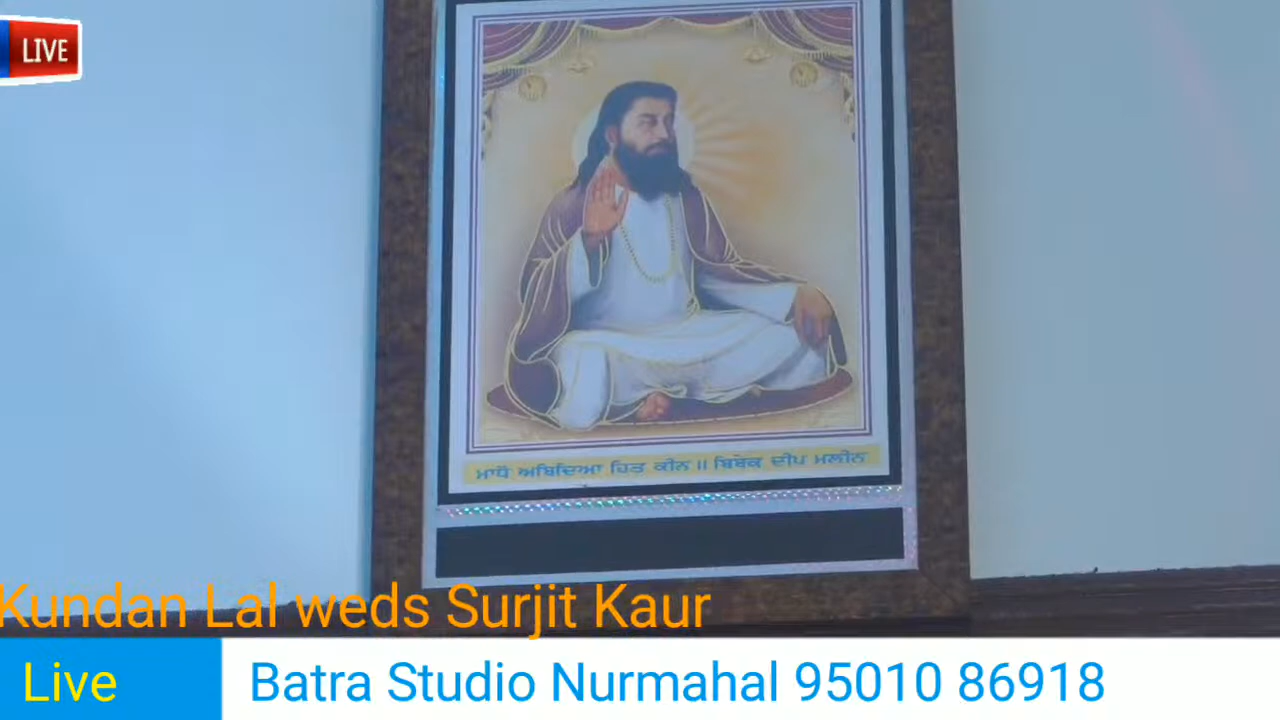 LIVE
ਮਾਧੋ ਅਬਿਦਿਆ ਹਿਤ ਕੀਨ ॥ ਬਿਬੇਕ ਦੀਪ ਮਲੀਨ
Kundan Lal weds Surjit Kaur
Live
Batra Studio Nurmahal 95010 86918